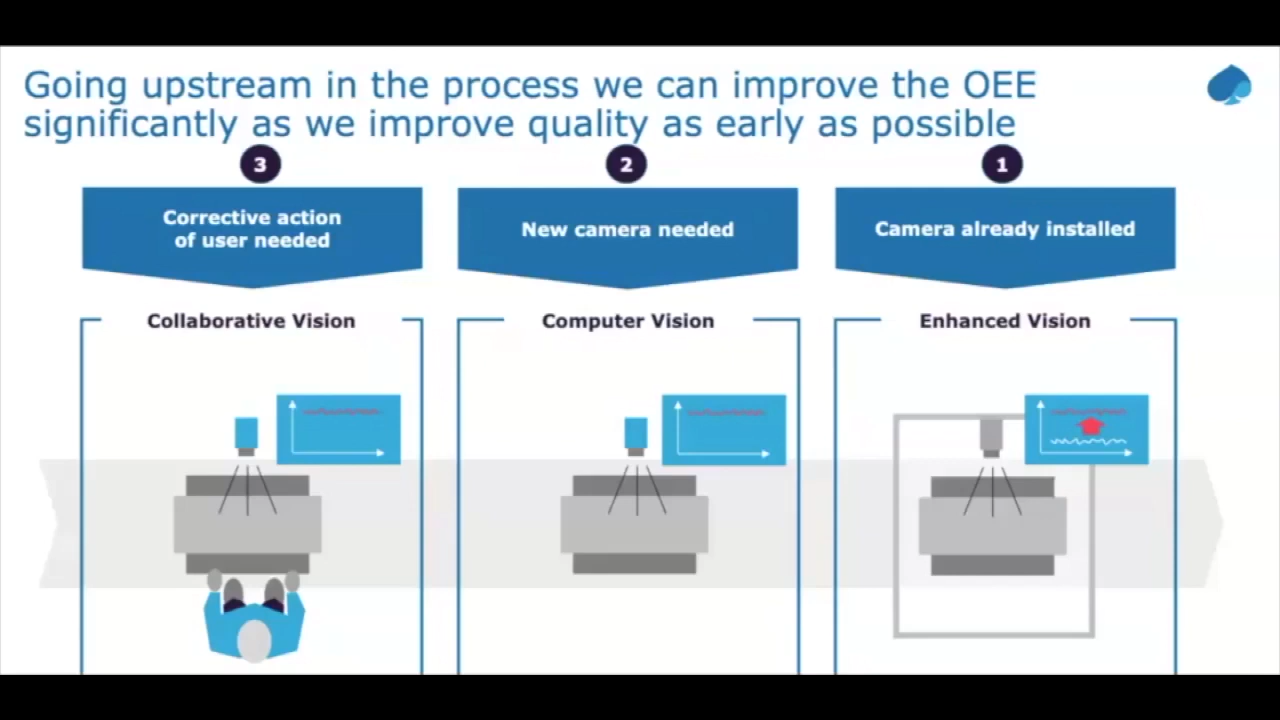 Going upstream in the process we can improve the OEE
significantly as we improve quality as early as possible
3
Corrective action
of user needed
Collaborative Vision
2
New camera needed
Computer Vision
1
Camera already installed
Enhanced Vision